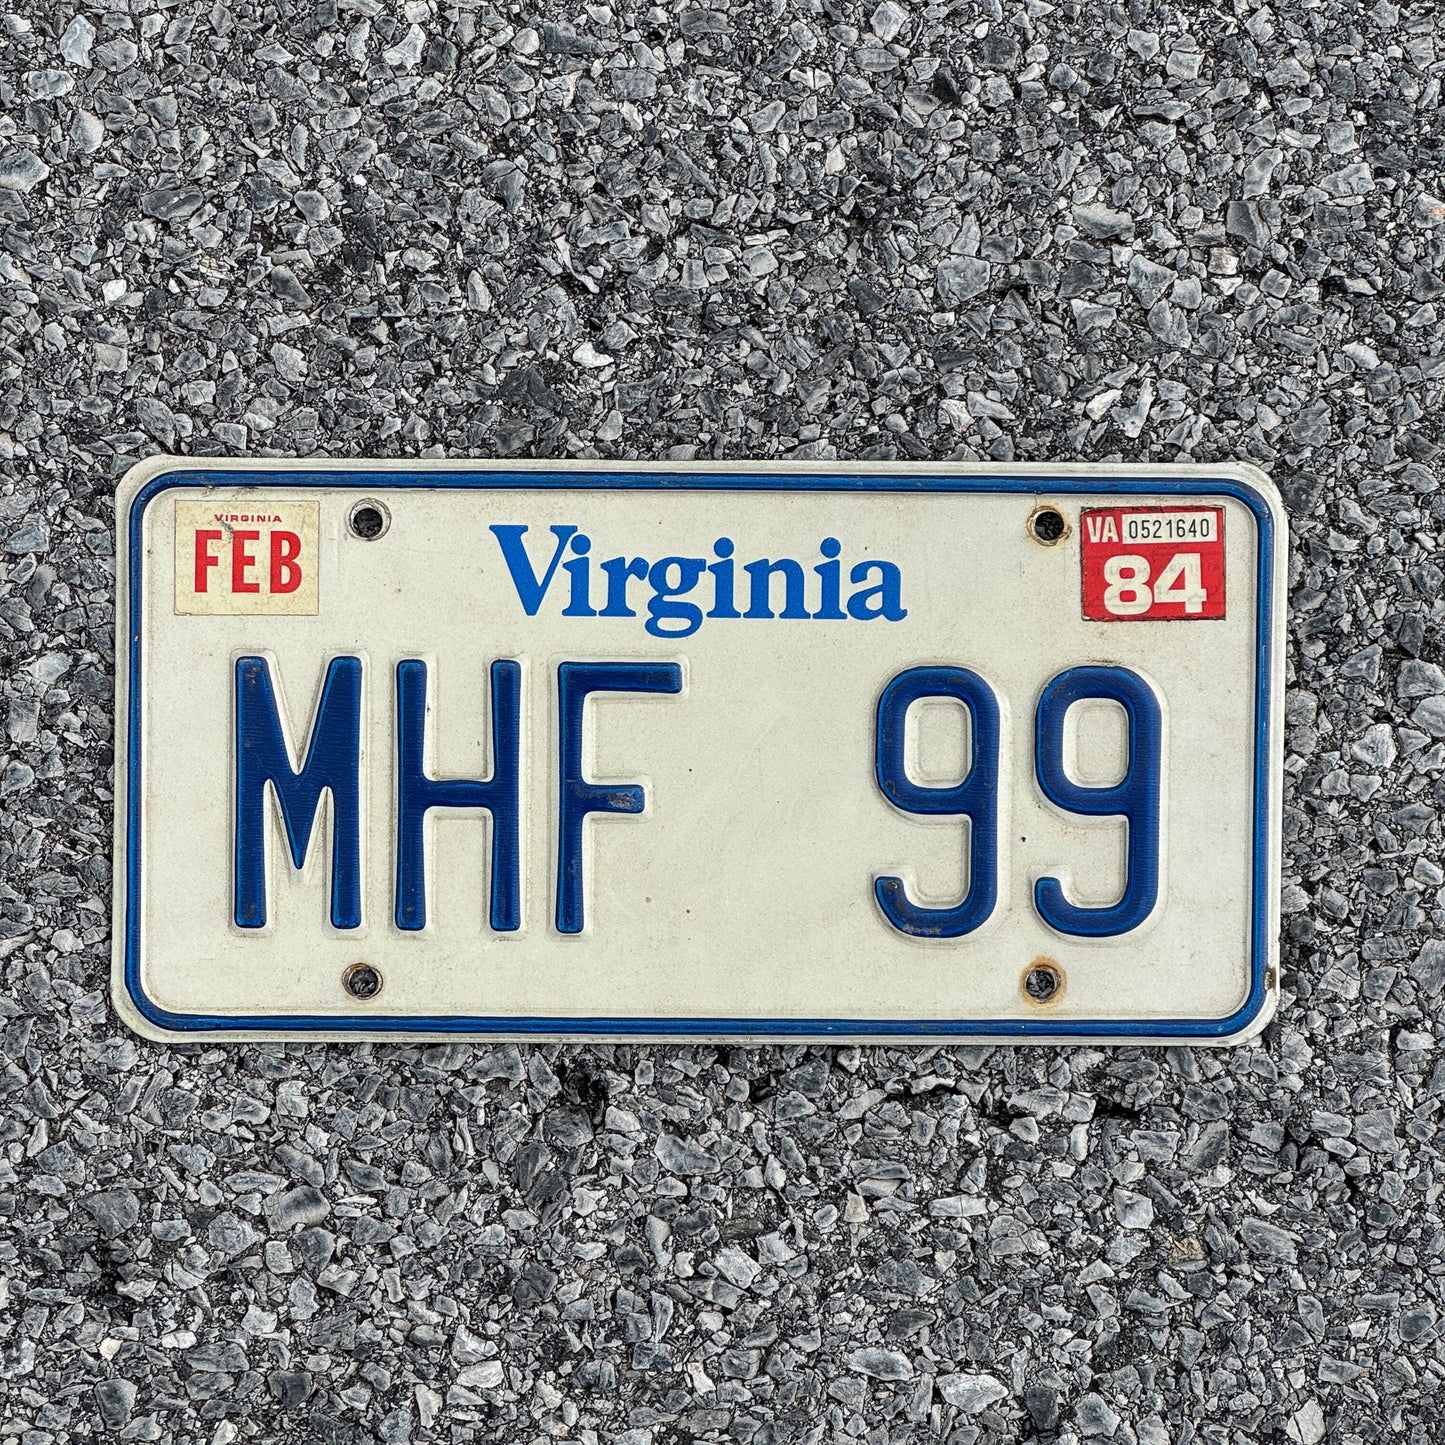 VIRGINIA
FEB
Virginia
VA 0521640
84
MHF 99